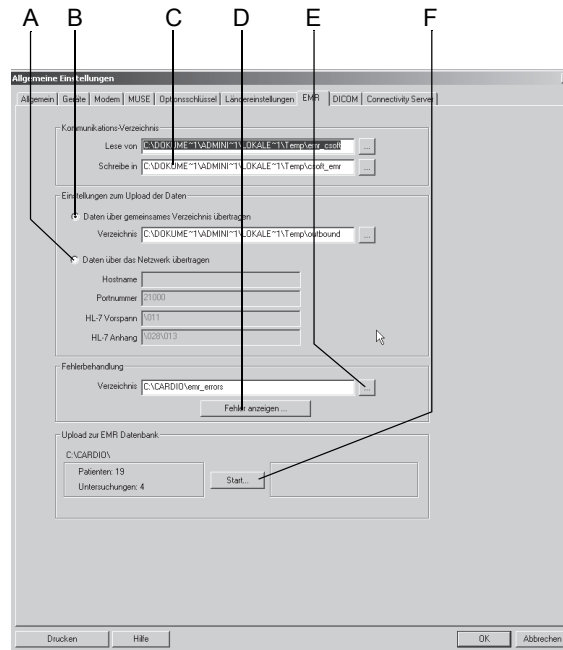 A B C D E F
Allgemeine Einstellungen
Allgemein Geräte Modem MUSE Optionsschlüssel Ländereinstellungen EMR DICOM Connectivity Server
Kommunikations-Verzeichnis
Lese von C:\DOKUME~1\ADMINI~1\LOKALE~1\Temp\emr_csoft ...
Schreibe in C:\DOKUME~1\ADMINI~1\LOKALE~1\Temp\csoft_emr ...
Einstellungen zum Upload der Daten
Daten über gemeinsames Verzeichnis übertragen
Verzeichnis C:\DOKUME~1\ADMINI~1\LOKALE~1\Temp\outbound ...
Daten über das Netzwerk übertragen
Hostname
Portnummer 21000
HL-7 Vorspann \011
HL-7 Anhang \028\013
Fehlerbehandlung
Verzeichnis C:\CARDIO\emr_errors ...
Fehler anzeigen ...
Upload zur EMR Datenbank
C:\CARDIO\
Patienten: 19
Untersuchungen: 4
Start...
Drucken Hilfe OK Abbrechen